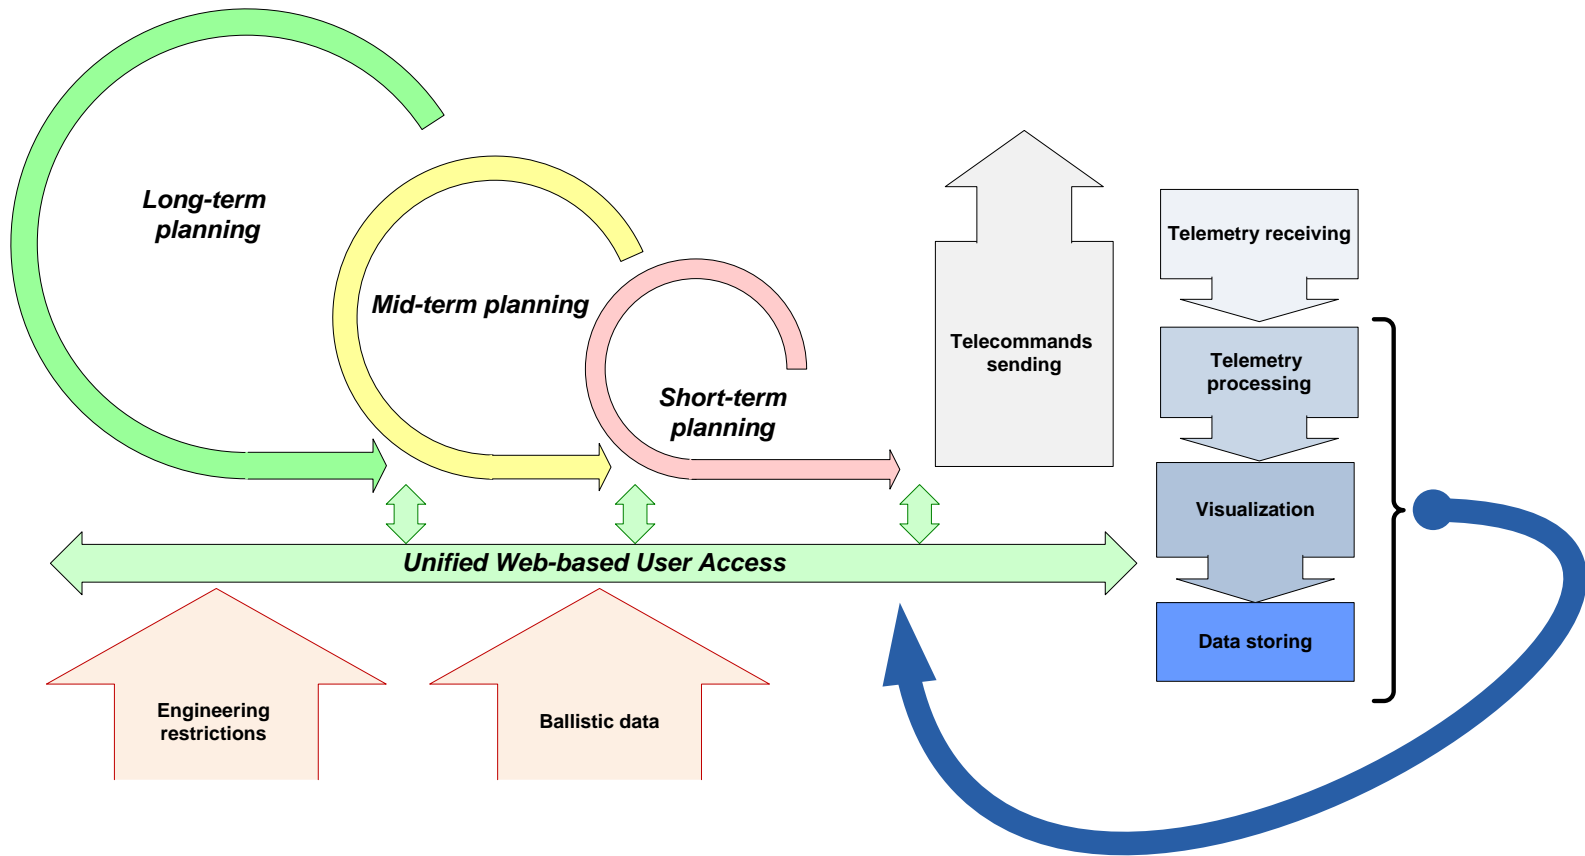 Long-term
planning
Mid-term planning
Short-term
planning
Telecommands
sending
Telemetry receiving
Telemetry
processing
Visualization
Data storing
Unified Web-based User Access
Engineering
restrictions
Ballistic data